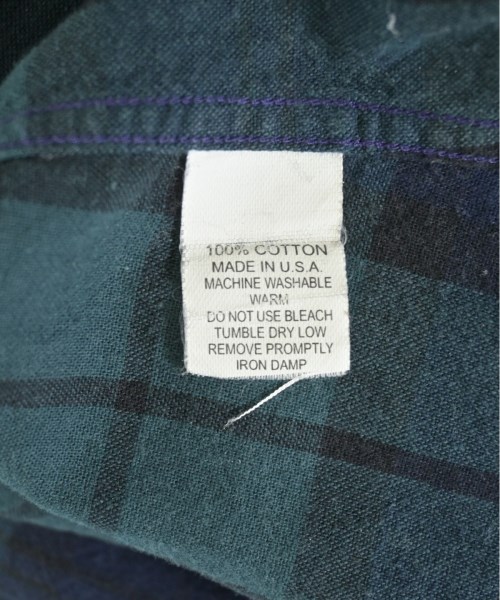 100% COTTON
MADE IN U.S.A.
MACHINE WASHABLE
WARM
DO NOT USE BLEACH
TUMBLE DRY LOW
REMOVE PROMPTLY
IRON DAMP